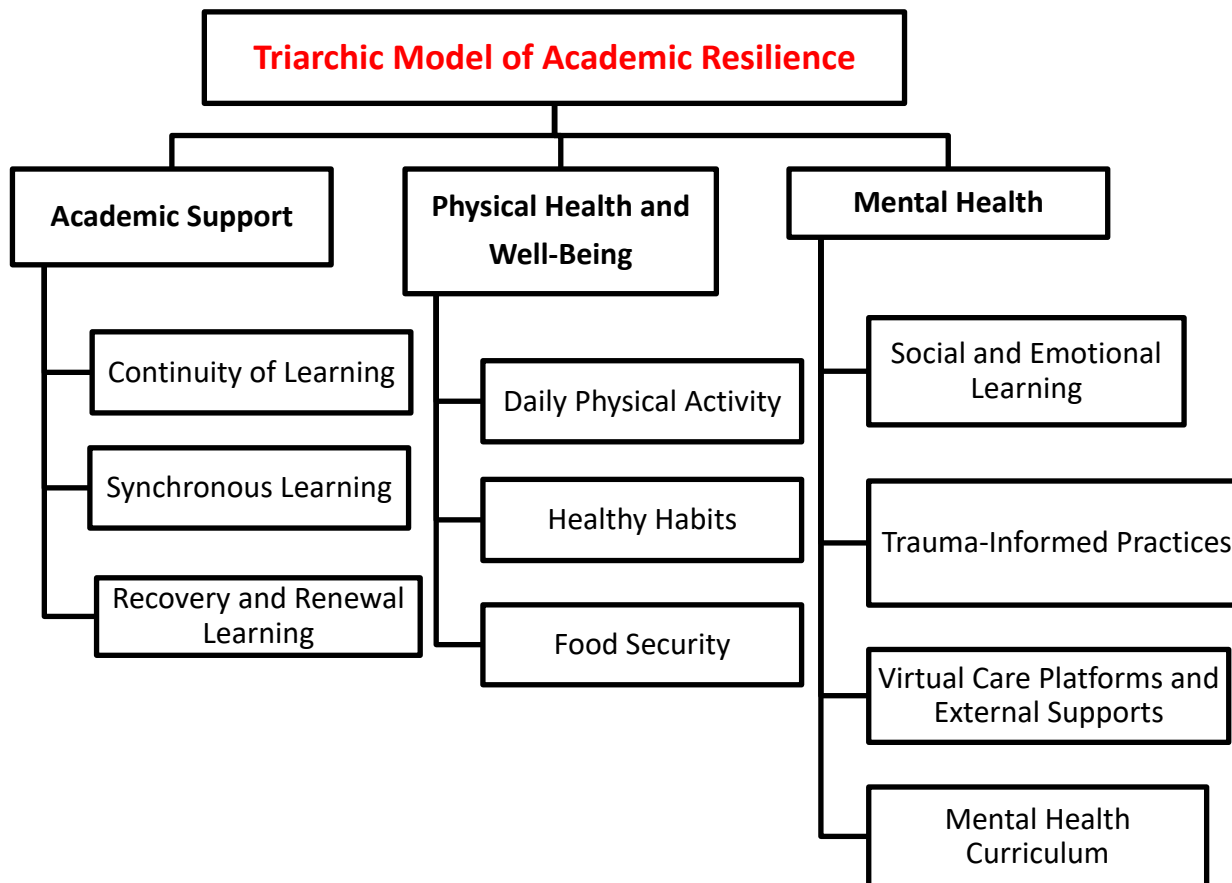 Triarchic Model of Academic Resilience
Academic Support
Continuity of Learning
Synchronous Learning
Recovery and Renewal
Learning
Physical Health and
Well-Being
Daily Physical Activity
Healthy Habits
Food Security
Mental Health
Social and Emotional
Learning
Trauma-Informed Practices
Virtual Care Platforms and
External Supports
Mental Health
Curriculum